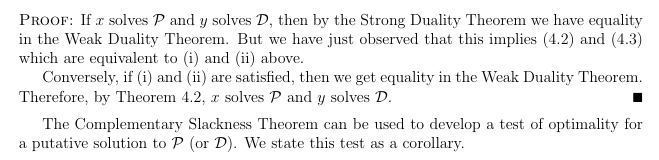 PROOF: If x solves 𝒫 and y solves 𝒟, then by the Strong Duality Theorem we have equality
in the Weak Duality Theorem. But we have just observed that this implies (4.2) and (4.3)
which are equivalent to (i) and (ii) above.
Conversely, if (i) and (ii) are satisfied, then we get equality in the Weak Duality Theorem.
Therefore, by Theorem 4.2, x solves 𝒫 and y solves 𝒟. ■
The Complementary Slackness Theorem can be used to develop a test of optimality for
a putative solution to 𝒫 (or 𝒟). We state this test as a corollary.